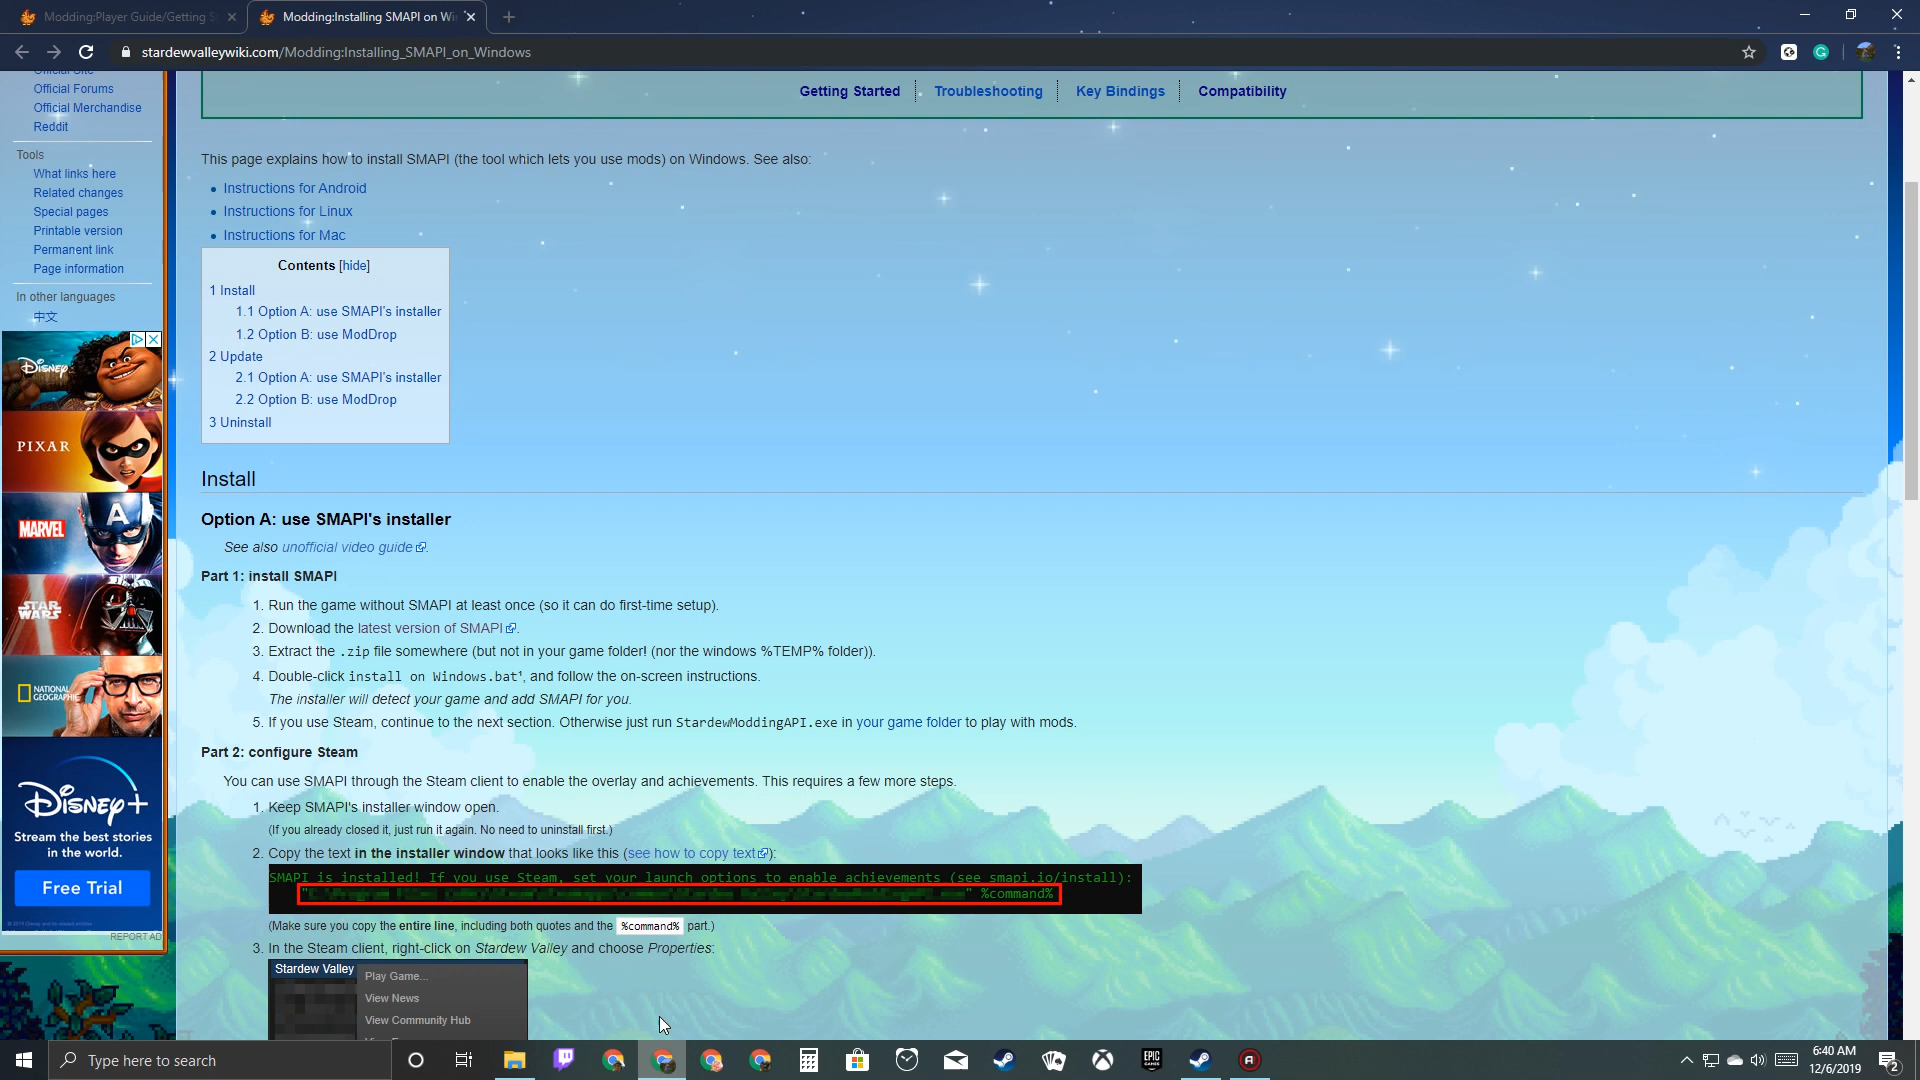 Modding:Player Guide/Getting S
Modding:Installing SMAPI on Wi
stardewvalleywiki.com/Modding:Installing_SMAPI_on_Windows
Official Site
Official Forums
Official Merchandise
Reddit
Tools
What links here
Related changes
Special pages
Printable version
Permanent link
Page information
In other languages
中文
DISNEY
PIXAR
MARVEL
STAR WARS
NATIONAL GEOGRAPHIC
DISNEY+
Stream the best stories
in the world.
Free Trial
REPORT AD
Getting Started
Troubleshooting
Key Bindings
Compatibility
This page explains how to install SMAPI (the tool which lets you use mods) on Windows. See also:
Instructions for Android
Instructions for Linux
Instructions for Mac
Contents [hide]
1 Install
1.1 Option A: use SMAPI's installer
1.2 Option B: use ModDrop
2 Update
2.1 Option A: use SMAPI's installer
2.2 Option B: use ModDrop
3 Uninstall
Install
Option A: use SMAPI's installer
See also unofficial video guide.
Part 1: install SMAPI
1. Run the game without SMAPI at least once (so it can do first-time setup).
2. Download the latest version of SMAPI.
3. Extract the .zip file somewhere (but not in your game folder! (nor the windows %TEMP% folder)).
4. Double-click install on Windows.bat¹, and follow the on-screen instructions.
The installer will detect your game and add SMAPI for you.
5. If you use Steam, continue to the next section. Otherwise just run StardewModdingAPI.exe in your game folder to play with mods.
Part 2: configure Steam
You can use SMAPI through the Steam client to enable the overlay and achievements. This requires a few more steps.
1. Keep SMAPI's installer window open.
(If you already closed it, just run it again. No need to uninstall first.)
2. Copy the text in the installer window that looks like this (see how to copy text):
SMAPI is installed! If you use Steam, set your launch options to enable achievements (see smapi.io/install):
" %command%
(Make sure you copy the entire line, including both quotes and the %command% part.)
3. In the Steam client, right-click on Stardew Valley and choose Properties:
Stardew Valley
Play Game...
View News
View Community Hub
Type here to search
EPIC GAMES
6:40 AM
12/6/2019
2